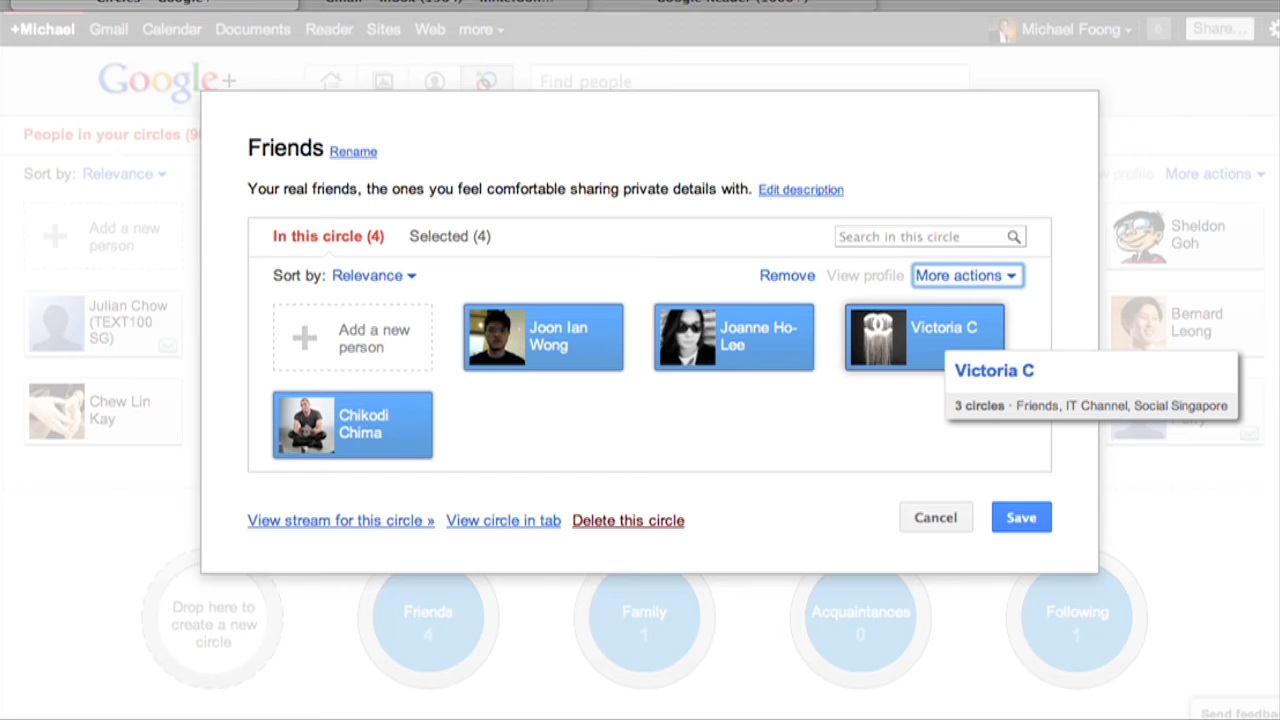 Circles - Google+
+Michael Gmail Calendar Documents Reader Sites Web more
Michael Foong 0 Share...
Google+
Find people
People in your circles
Sort by: Relevance
More actions
Add a new
person
Julian Chow
(TEXT100
SG)
Chew Lin
Kay
Sheldon
Goh
Bernard
Leong
Friends Rename
Your real friends, the ones you feel comfortable sharing private details with. Edit description
In this circle (4) Selected (4) Search in this circle
Sort by: Relevance Remove View profile More actions
Add a new
person
Joon Ian
Wong
Joanne Ho-
Lee
Victoria C
Victoria C
3 circles · Friends, IT Channel, Social Singapore
Chikodi
Chima
View stream for this circle » View circle in tab Delete this circle Cancel Save
Drop here to
create a new
circle
Friends
4
Family
1
Acquaintances
0
Following
1